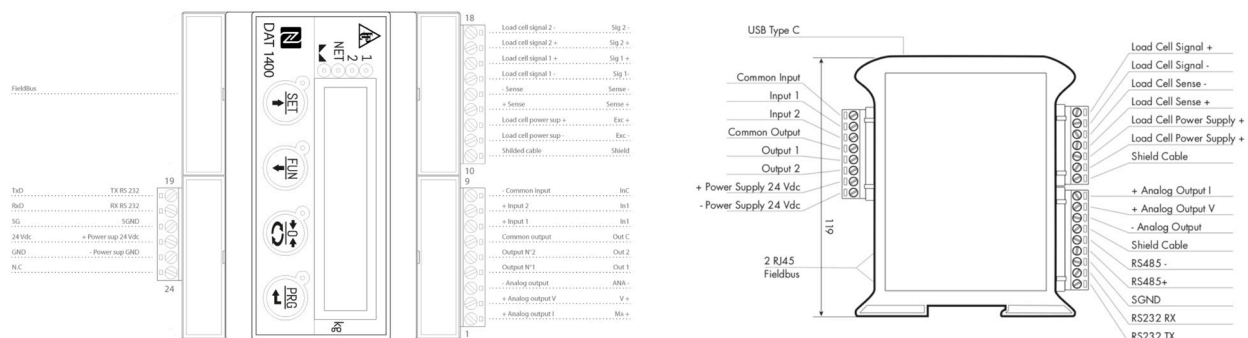 FieldBus
19
TxD TX RS 232
RxD RX RS 232
SG SGND
24 Vdc + Power sup 24 Vdc
GND - Power sup GND
N.C
24
DAT 1400
NET 2 1
SET
FUN
0
PRG
kg
18
Load cell signal 2 - Sig 2 -
Load cell signal 2 + Sig 2 +
Load cell signal 1 + Sig 1 +
Load cell signal 1 - Sig 1-
- Sense Sense -
+ Sense Sense +
Load cell power sup + Exc +
Load cell power sup - Exc -
Shilded cable Shield
10
9
- Common input InC
+ Input 2 In1
+ Input 1 In1
Common output Out C
Output N°2 Out 2
Output N°1 Out 1
- Analog output ANA -
+ Analog output V V +
+ Analog output I MA +
1
USB Type C
Common Input
Input 1
Input 2
Common Output
Output 1
Output 2
+ Power Supply 24 Vdc
- Power Supply 24 Vdc
119
2 RJ45
Fieldbus
Load Cell Signal +
Load Cell Signal -
Load Cell Sense -
Load Cell Sense +
Load Cell Power Supply +
Load Cell Power Supply +
Shield Cable
+ Analog Output I
+ Analog Output V
- Analog Output
Shield Cable
RS485 -
RS485+
SGND
RS232 RX
RS232 TX